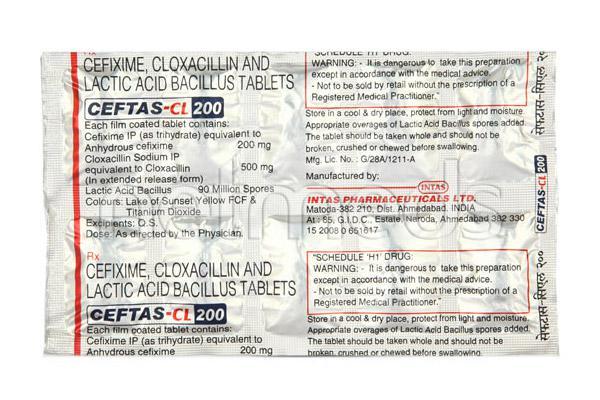 Rx
CEFIXIME, CLOXACILLIN AND
LACTIC ACID BACILLUS TABLETS
CEFTAS-CL 200
Each film coated tablet contains:
Cefixime IP (as trihydrate) equivalent to
Anhydrous cefixime 200 mg
Cloxacillin Sodium IP
equivalent to Cloxacillin 500 mg
(In extended release form)
Lactic Acid Bacillus 90 Million Spores
Colours: Lake of Sunset Yellow FCF &
Titanium Dioxide
Excipients: Q.S.
Dose: As directed by the Physician.
"SCHEDULE 'H1' DRUG:
WARNING: - It is dangerous to take this preparation
except in accordance with the medical advice.
- Not to be sold by retail without the prescription of a
Registered Medical Practitioner."
Store in a cool & dry place, protect from light and moisture.
Appropriate overages of Lactic Acid Bacillus spores added.
The tablet whole and should not be
broken, crushed or chewed before swallowing.
Mfg. Lic. No.: G/28A/1211-A
Manufactured by:
INTAS
INTAS PHARMACEUTICALS LTD.
Matoda-382 210, Dist. Ahmedabad. INDIA
At : 55, G.I.D.C. Estate, Naroda, Ahmedabad 382 330
15 2008 0 651817
सेफटास-सिएल २०
CEFTAS-CL 200
सेफटास सिएल २००
Rx
CEFIXIME, CLOXACILLIN AND
LACTIC ACID BACILLUS TABLETS
CEFTAS-CL 200
Each film coated tablet contains:
Cefixime IP (as trihydrate) equivalent to
Anhydrous cefixime 200 mg
"SCHEDULE 'H1' DRUG:
WARNING: - It is dangerous to take this preparation
except in accordance with the medical advice.
- Not to be sold by retail without the prescription of a
Registered Medical Practitioner."
Store in a cool & dry place, protect from light and moisture.
Appropriate overages of Lactic Acid Bacillus spores added.
The tablet should be taken whole and should not be
broken, crushed or chewed before swallowing.